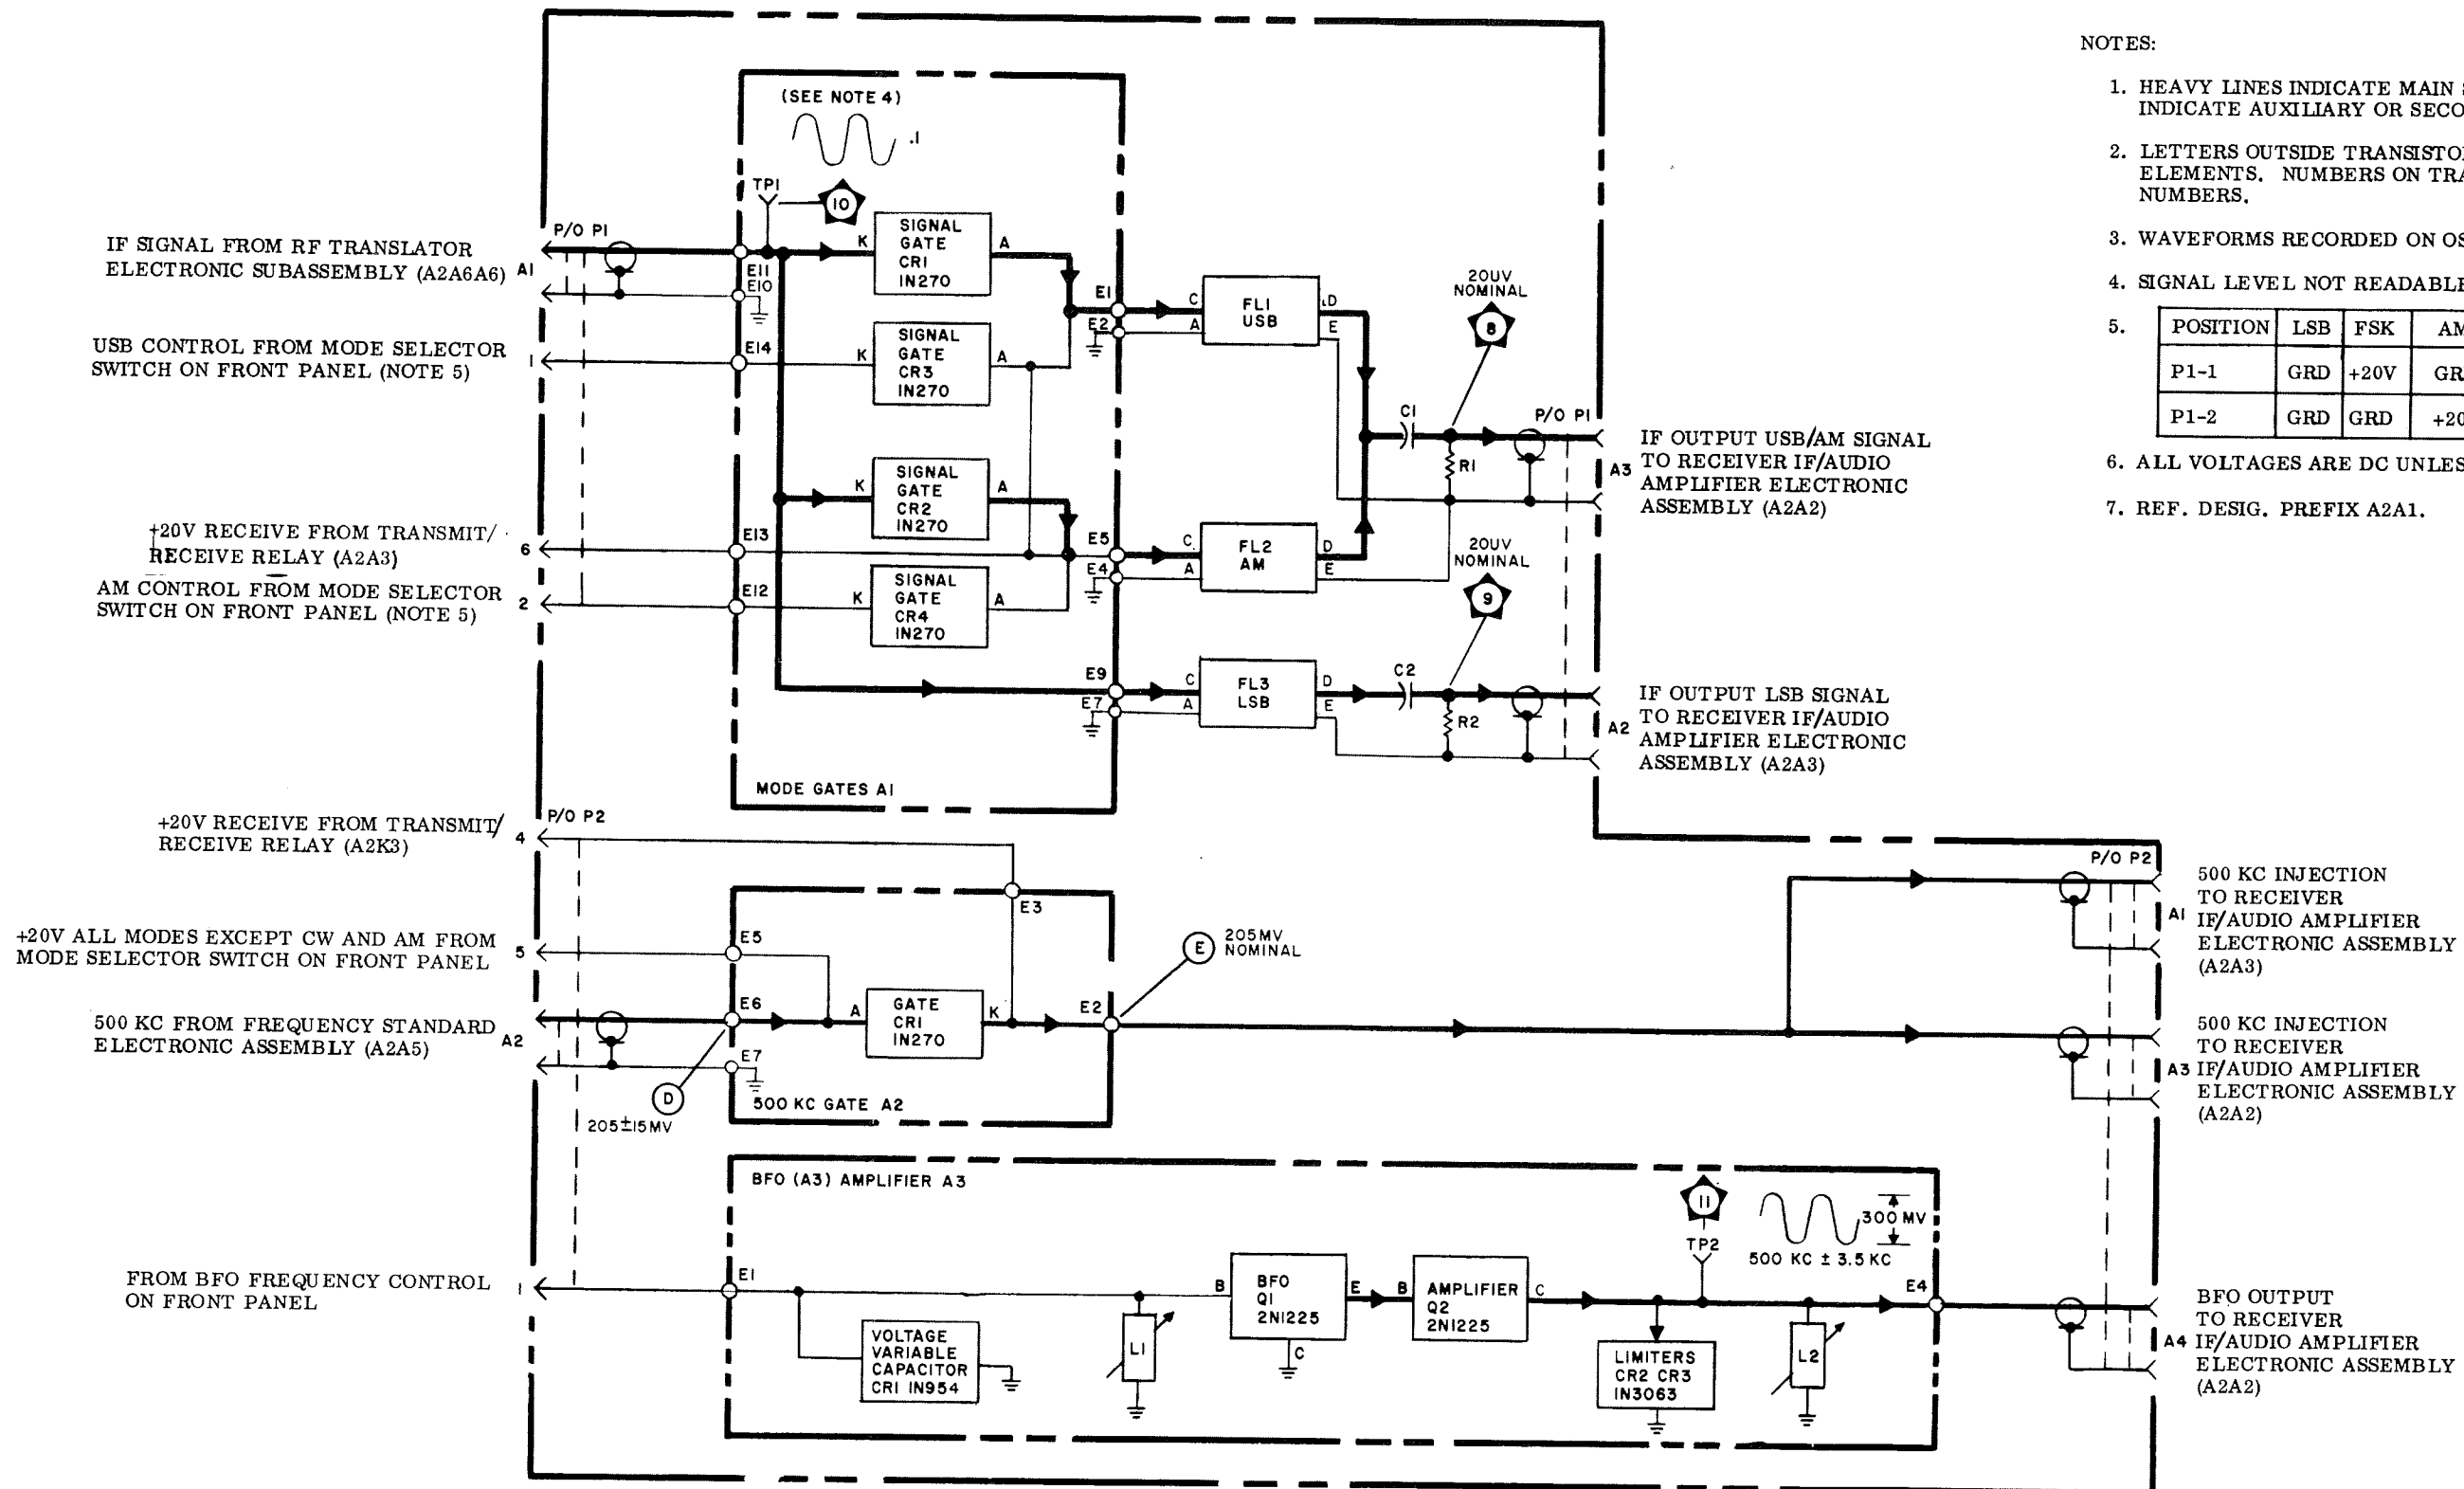 NOTES:
1. HEAVY LINES INDICATE MAIN
INDICATE AUXILIARY OR
2. LETTERS OUTSIDE
ELEMENTS. NUMBERS ON
NUMBERS.
3. WAVEFORMS RECORDED ON
4. SIGNAL LEVEL NOT READABLE
5.
POSITION LSB FSK AM
P1-1 GRD +20V
P1-2 GRD GRD
6. ALL VOLTAGES ARE DC
7. REF. DESIG. PREFIX A2A1.
(SEE NOTE 4)
.1
TP1
10
P/O P1
IF SIGNAL FROM RF TRANSLATOR
ELECTRONIC SUBASSEMBLY (A2A6A6)
A1
E11
E10
K
SIGNAL
GATE
CR1
IN270
A
E1
E2
C
A
FL1
USB
D
E
20UV
NOMINAL
8
USB CONTROL FROM MODE SELECTOR
SWITCH ON FRONT PANEL (NOTE 5)
1
E14
K
SIGNAL
GATE
CR3
IN270
A
C1
R1
P/O P1
A3
IF OUTPUT USB/AM SIGNAL
TO RECEIVER IF/AUDIO
AMPLIFIER ELECTRONIC
ASSEMBLY (A2A2)
K
SIGNAL
GATE
CR2
IN270
A
+20V RECEIVE FROM TRANSMIT/
RECEIVE RELAY (A2A3)
6
E13
E5
E4
C
A
FL2
AM
D
E
20UV
NOMINAL
9
AM CONTROL FROM MODE SELECTOR
SWITCH ON FRONT PANEL (NOTE 5)
2
E12
K
SIGNAL
GATE
CR4
IN270
A
E9
E7
C
A
FL3
LSB
D
E
C2
R2
A2
IF OUTPUT LSB SIGNAL
TO RECEIVER IF/AUDIO
AMPLIFIER ELECTRONIC
ASSEMBLY (A2A3)
MODE GATES A1
P/O P2
+20V RECEIVE FROM TRANSMIT/
RECEIVE RELAY (A2K3)
4
E3
+20V ALL MODES EXCEPT CW AND AM FROM
MODE SELECTOR SWITCH ON FRONT PANEL
5
E5
500 KC FROM FREQUENCY STANDARD
ELECTRONIC ASSEMBLY (A2A5)
A2
E6
E7
A
GATE
CR1
IN270
K
E2
E
205MV
NOMINAL
D
205±15MV
500 KC GATE A2
P/O P2
A1
500 KC INJECTION
TO RECEIVER
IF/AUDIO AMPLIFIER
ELECTRONIC ASSEMBLY
(A2A3)
A3
500 KC INJECTION
TO RECEIVER
IF/AUDIO AMPLIFIER
ELECTRONIC ASSEMBLY
(A2A2)
BFO (A3) AMPLIFIER A3
FROM BFO FREQUENCY CONTROL
ON FRONT PANEL
1
E1
VOLTAGE
VARIABLE
CAPACITOR
CR1 IN954
L1
B
BFO
Q1
2N1225
E
C
B
AMPLIFIER
Q2
2N1225
C
11
TP2
300 MV
500 KC ± 3.5 KC
LIMITERS
CR2 CR3
IN3063
L2
E4
A4
BFO OUTPUT
TO RECEIVER
IF/AUDIO AMPLIFIER
ELECTRONIC ASSEMBLY
(A2A2)